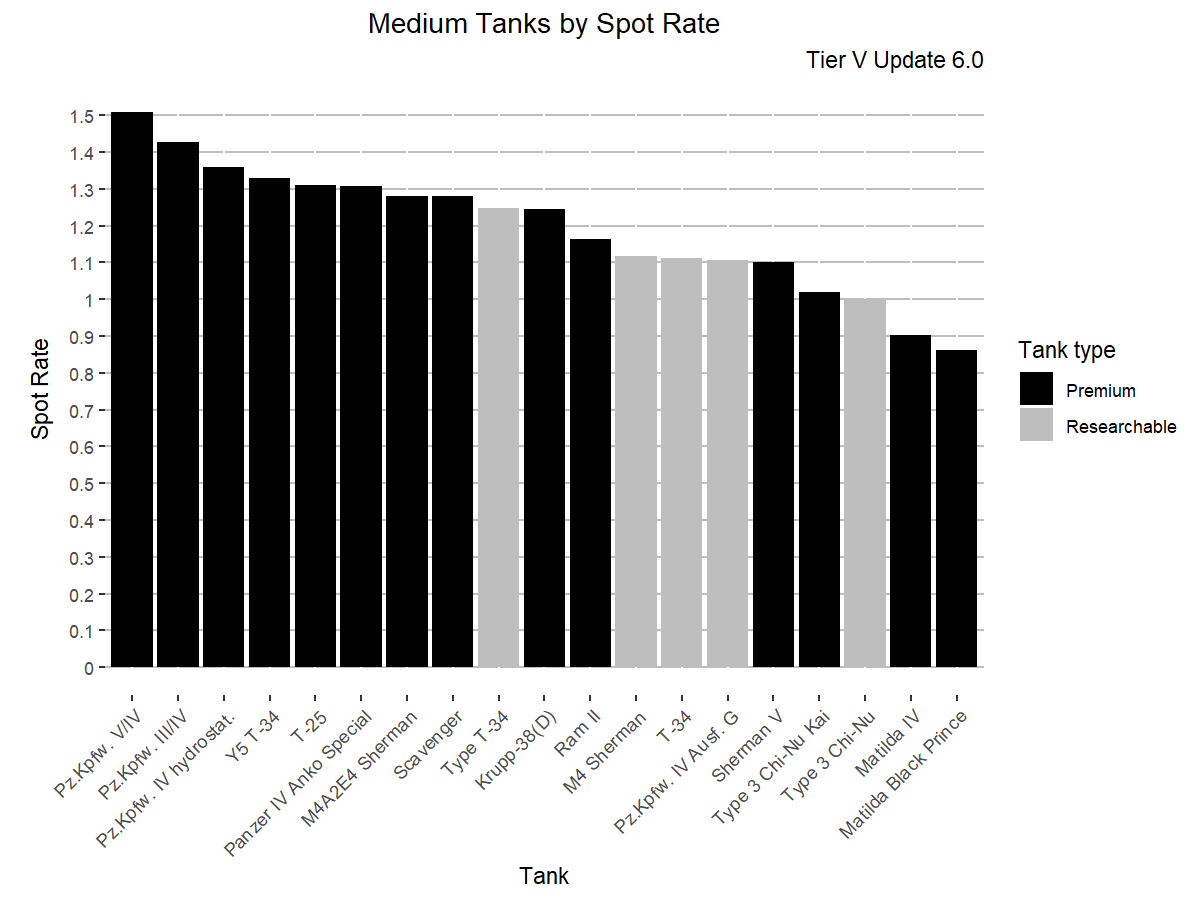 Medium Tanks by Spot Rate
Tier V Update 6.0
Spot Rate
1.5
1.4
1.3
1.2
1.1
1
0.9
0.8
0.7
0.6
0.5
0.4
0.3
0.2
0.1
0
Pz.Kpfw. V/IV
Pz.Kpfw. III/IV
Pz.Kpfw. IV hydrostat.
Y5 T-34
T-25
Panzer IV Anko Special
M4A2E4 Sherman
Scavenger
Type T-34
Krupp-38(D)
Ram II
M4 Sherman
T-34
Pz.Kpfw. IV Ausf. G
Sherman V
Type 3 Chi-Nu Kai
Type 3 Chi-Nu
Matilda IV
Matilda Black Prince
Tank
Tank type
Premium
Researchable